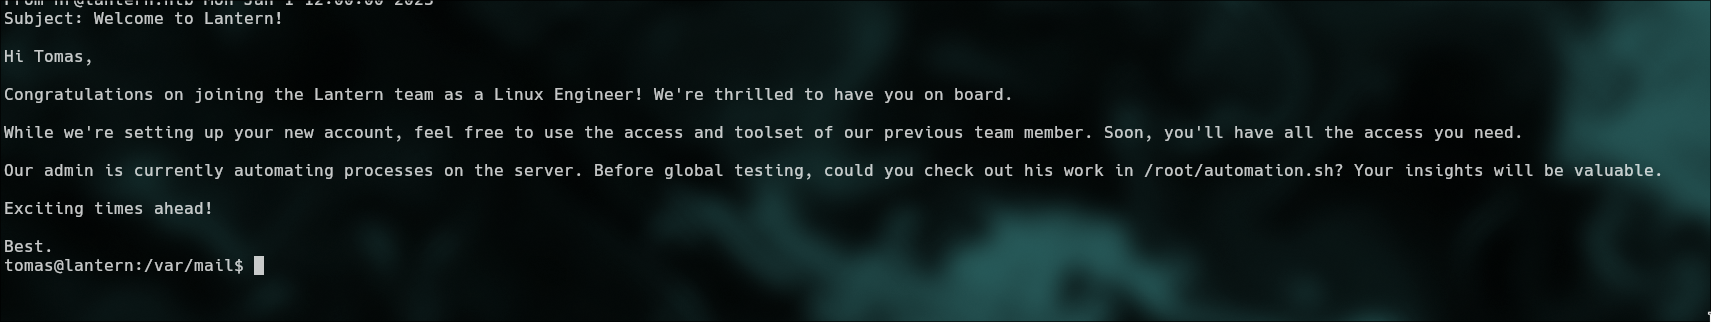 From hr@lantern.htb Mon Jan 1 12:00:00 2023
Subject: Welcome to Lantern!
Hi Tomas,
Congratulations on joining the Lantern team as a Linux Engineer! We're thrilled to have you on board.
While we're setting up your new account, feel free to use the access and toolset of our previous team member. Soon, you'll have all the access you need.
Our admin is currently automating processes on the server. Before global testing, could you check out his work in /root/automation.sh? Your insights will be valuable.
Exciting times ahead!
Best.
tomas@lantern:/var/mail$